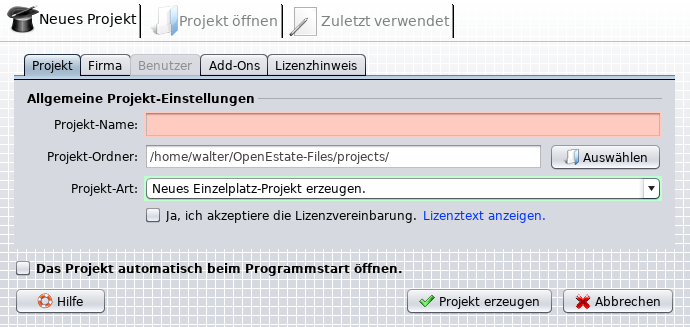 Neues Projekt Projekt öffnen Zuletzt verwendet
Projekt Firma Benutzer Add-Ons Lizenzhinweis
Allgemeine Projekt-Einstellungen
Projekt-Name:
Projekt-Ordner: /home/walter/OpenEstate-Files/projects/ Auswählen
Projekt-Art: Neues Einzelplatz-Projekt erzeugen.
Ja, ich akzeptiere die Lizenzvereinbarung. Lizenztext anzeigen.
Das Projekt automatisch beim Programmstart öffnen.
Hilfe Projekt erzeugen Abbrechen